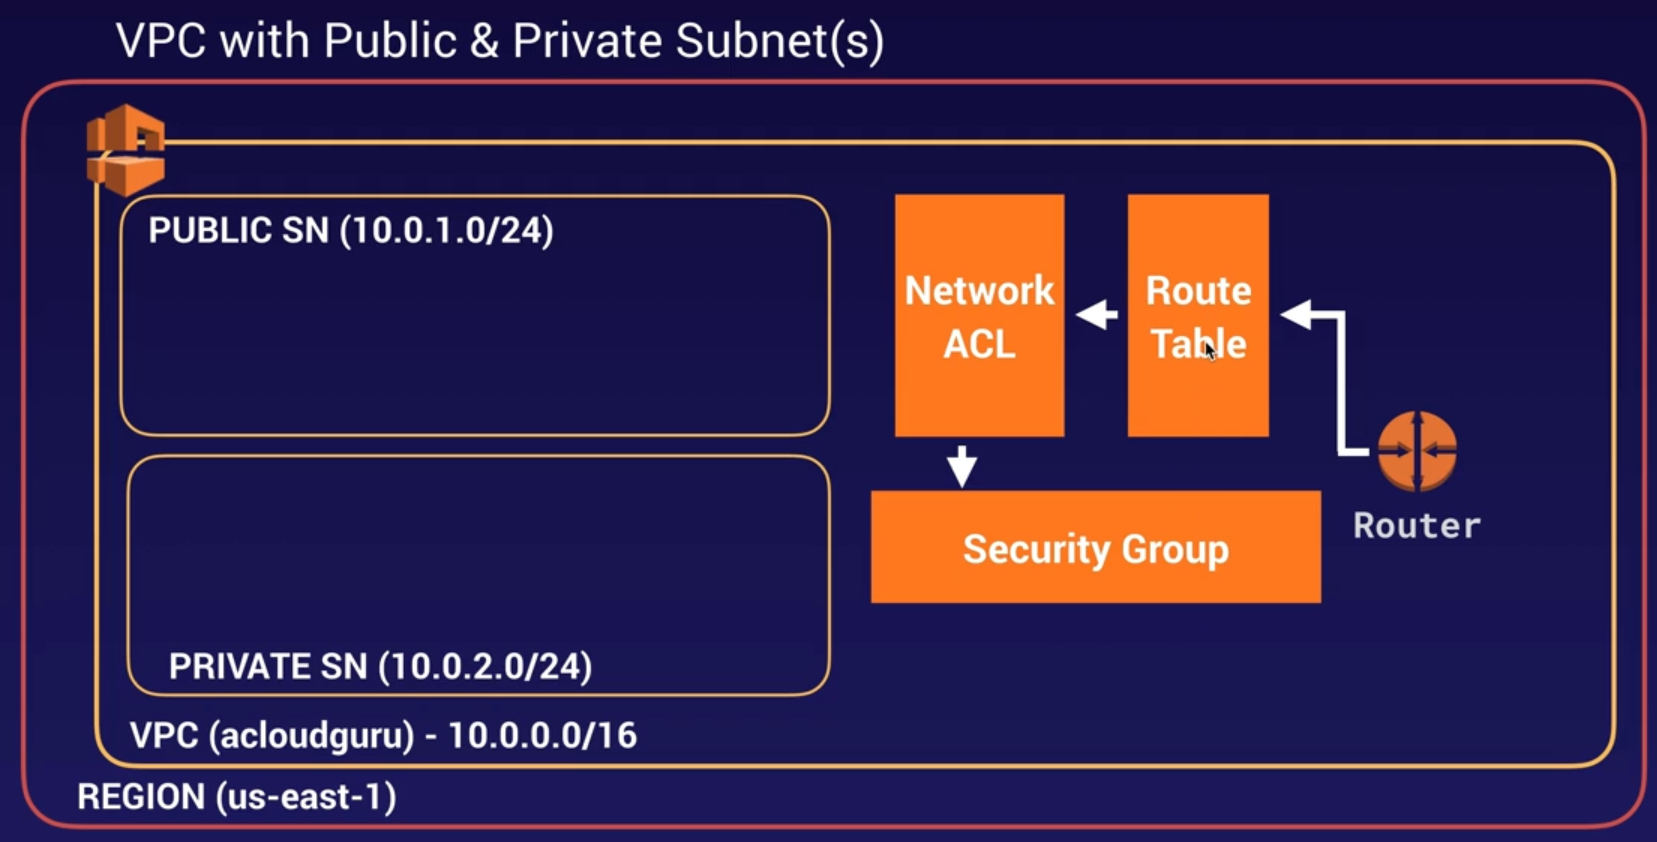 VPC with Public & Private Subnet(s)
PUBLIC SN (10.0.1.0/24)
Network
ACL
Route
Table
Router
Security Group
PRIVATE SN (10.0.2.0/24)
VPC (acloudguru) - 10.0.0.0/16
REGION (us-east-1)